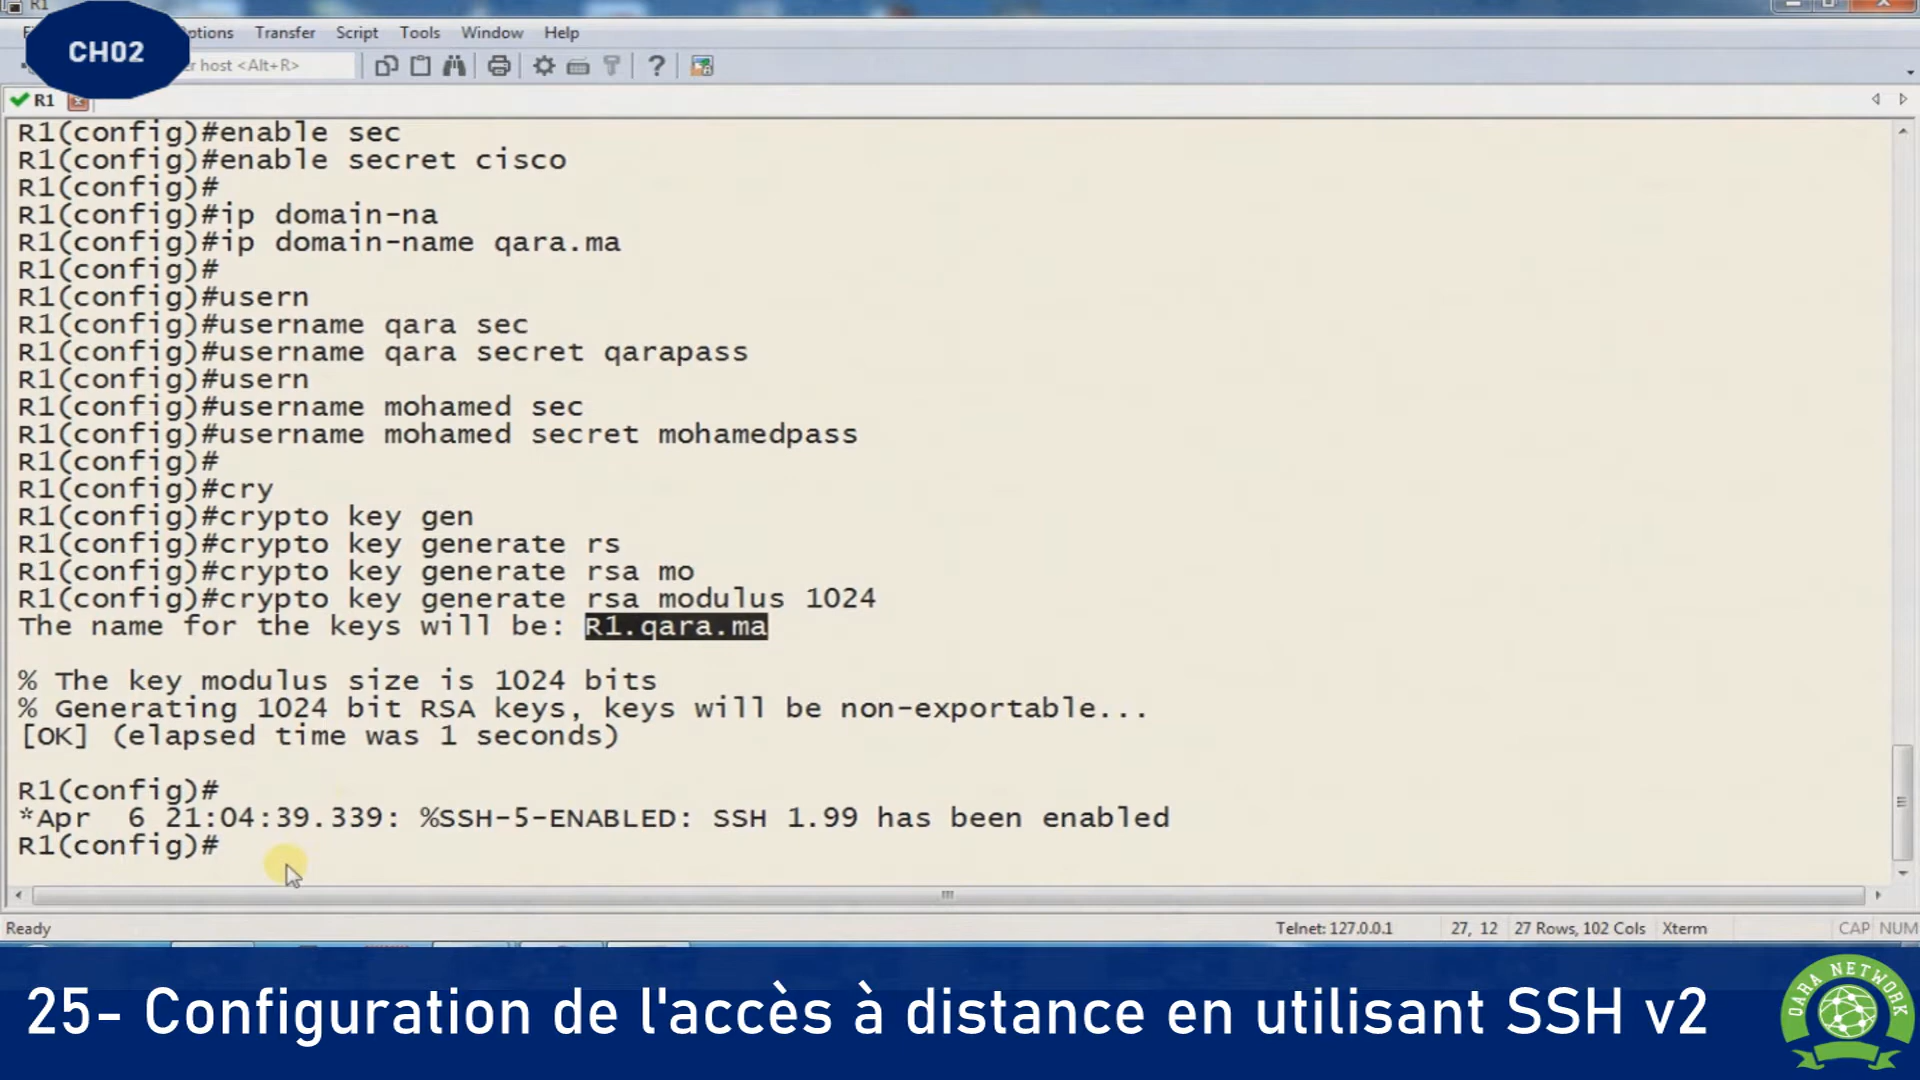 R1
CH02
ptions Transfer Script Tools Window Help
r host <Alt+R>
R1
R1(config)#enable sec
R1(config)#enable secret cisco
R1(config)#
R1(config)#ip domain-na
R1(config)#ip domain-name qara.ma
R1(config)#
R1(config)#usern
R1(config)#username qara sec
R1(config)#username qara secret qarapass
R1(config)#usern
R1(config)#username mohamed sec
R1(config)#username mohamed secret mohamedpass
R1(config)#
R1(config)#cry
R1(config)#crypto key gen
R1(config)#crypto key generate rs
R1(config)#crypto key generate rsa mo
R1(config)#crypto key generate rsa modulus 1024
The name for the keys will be: R1.qara.ma
% The key modulus size is 1024 bits
% Generating 1024 bit RSA keys, keys will be non-exportable...
[OK] (elapsed time was 1 seconds)
R1(config)#
*Apr  6 21:04:39.339: %SSH-5-ENABLED: SSH 1.99 has been enabled
R1(config)#
Ready Telnet: 127.0.0.1 27, 12 27 Rows, 102 Cols Xterm CAP NUM
25- Configuration de l'accès à distance en utilisant SSH v2
QARA NETWORK